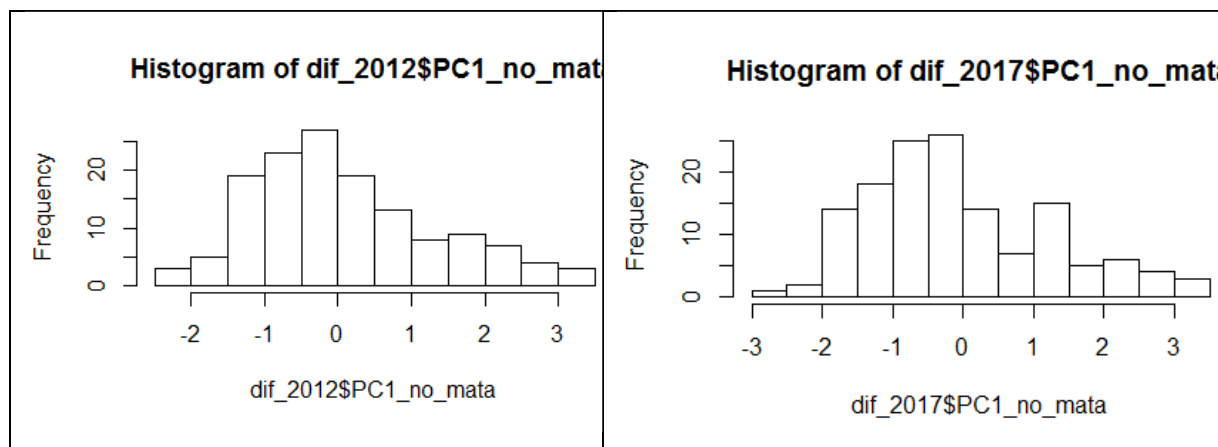 Histogram of dif_2012$PC1_no_mata
Frequency
20
10
0
-2 -1 0 1 2 3
dif_2012$PC1_no_mata
Histogram of dif_2017$PC1_no_mat
Frequency
20
10
0
-3 -2 -1 0 1 2 3
dif_2017$PC1_no_mata